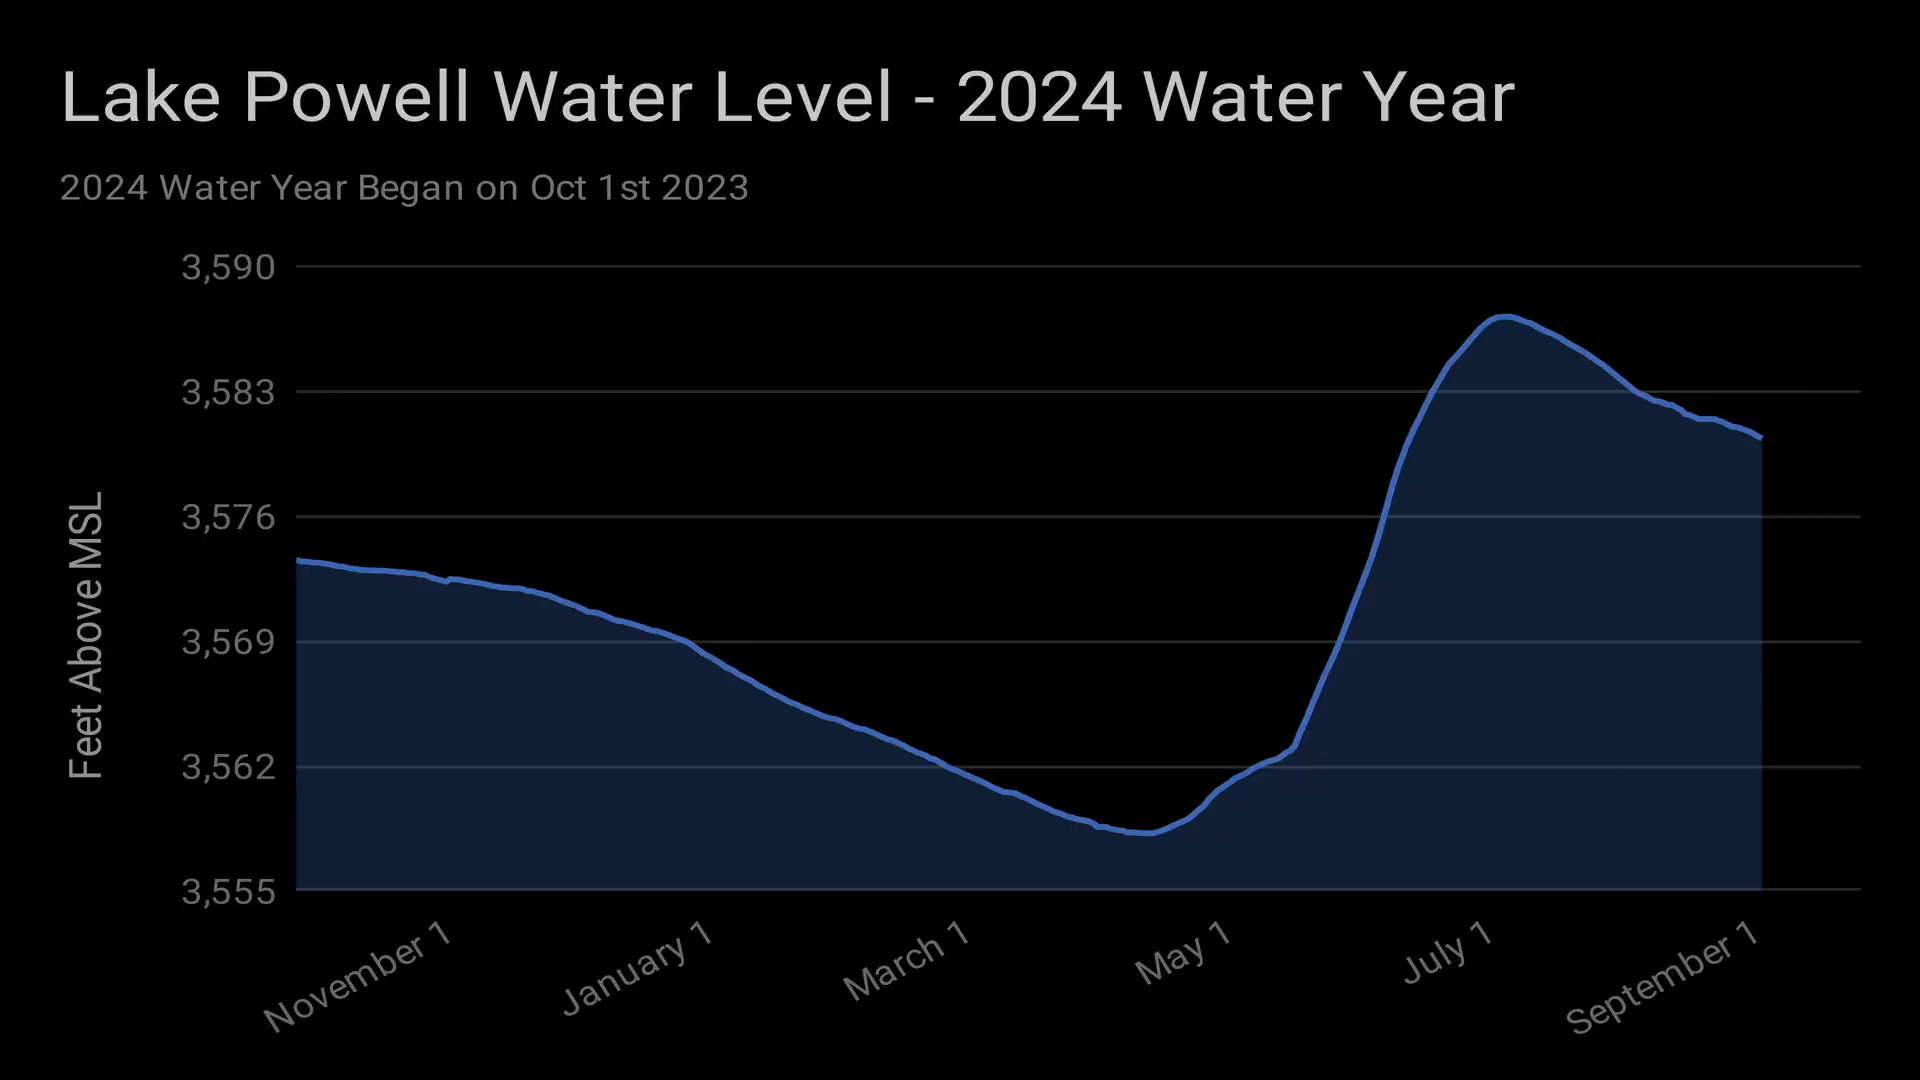 Lake Powell Water Level - 2024 Water Year
2024 Water Year Began on Oct 1st 2023
3,590
3,583
3,576
3,569
3,562
3,555
Feet Above MSL
November 1
January 1
March 1
May 1
July 1
September 1